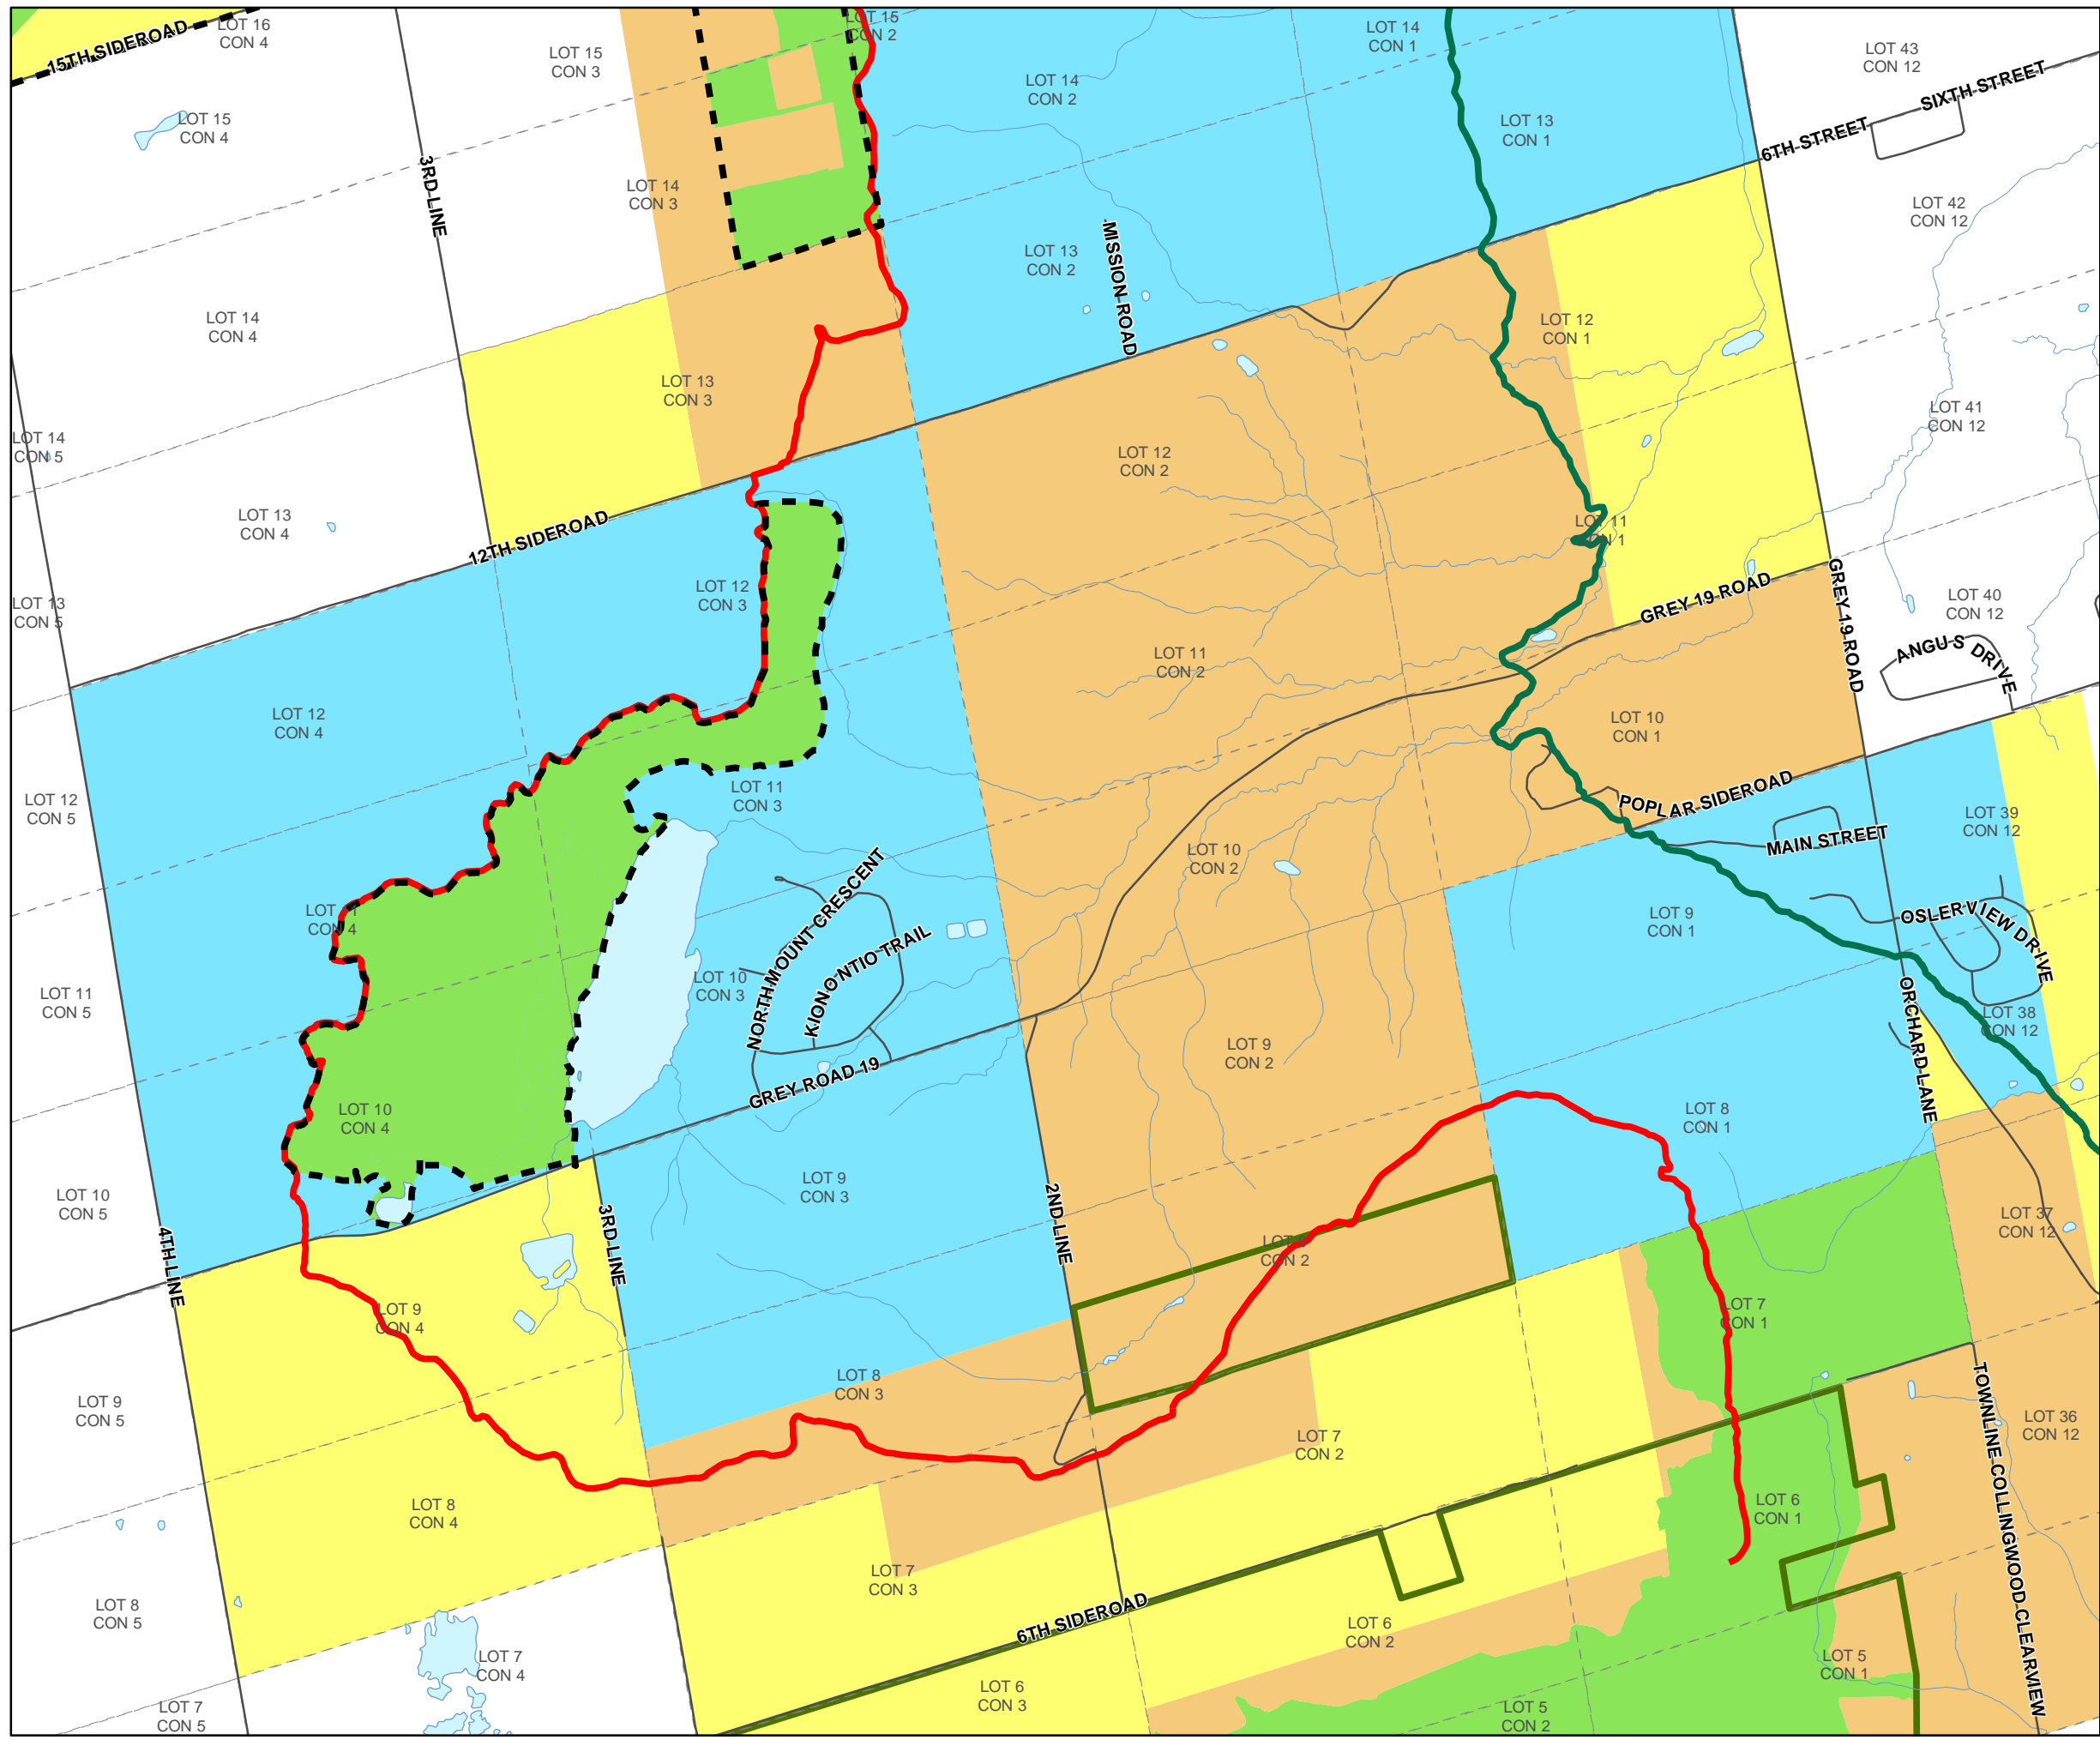 LOT 16
CON 4
15TH SIDEROAD
LOT 15
CON 3
LOT 15
CON 2
LOT 14
CON 1
LOT 43
CON 12
SIXTH STREET
LOT 14
CON 2
LOT 15
CON 4
LOT 13
CON 1
6TH STREET
3RD LINE
LOT 14
CON 3
LOT 42
CON 12
MISSION ROAD
LOT 13
CON 2
LOT 14
CON 4
LOT 12
CON 1
LOT 13
CON 3
LOT 41
CON 12
LOT 14
CON 5
LOT 12
CON 2
LOT 13
CON 4
12TH SIDEROAD
LOT 11
CON 1
LOT 12
CON 3
LOT 13
CON 5
GREY 19 ROAD
GREY 19 ROAD
LOT 40
CON 12
ANGUS DRIVE
LOT 11
CON 2
LOT 12
CON 4
LOT 10
CON 1
LOT 12
CON 5
LOT 11
CON 3
POPLAR SIDEROAD
MAIN STREET
LOT 39
CON 12
LOT 10
CON 2
NORTHMOUNT CRESCENT
KIONONTIO TRAIL
LOT 11
CON 4
LOT 9
CON 1
OSLERVIEW DRIVE
LOT 10
CON 3
LOT 11
CON 5
ORCHARD LANE
LOT 38
CON 12
LOT 9
CON 2
GREY ROAD 19
LOT 10
CON 4
LOT 8
CON 1
LOT 10
CON 5
LOT 9
CON 3
4TH LINE
3RD LINE
2ND LINE
CON 2
LOT 37
CON 12
LOT 9
CON 4
LOT 7
CON 1
LOT 8
CON 3
LOT 9
CON 5
LOT 7
CON 2
TOWNLINE COLLINGWOOD-CLEARVIEW
LOT 36
CON 12
LOT 8
CON 4
LOT 6
CON 1
LOT 7
CON 3
LOT 8
CON 5
6TH SIDEROAD
LOT 6
CON 2
LOT 7
CON 4
LOT 5
CON 1
LOT 6
CON 3
LOT 7
CON 5
LOT 5
CON 2